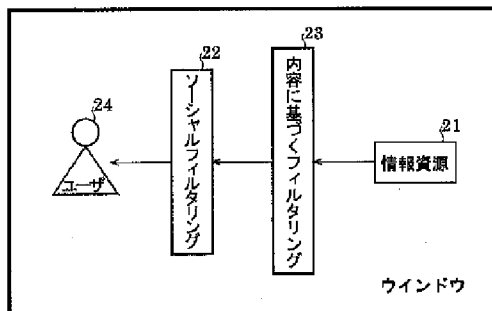 24
ユーザ
22
ソーシャルフィルタリング
23
内容に基づくフィルタリング
21
情報資源
ウインドウ